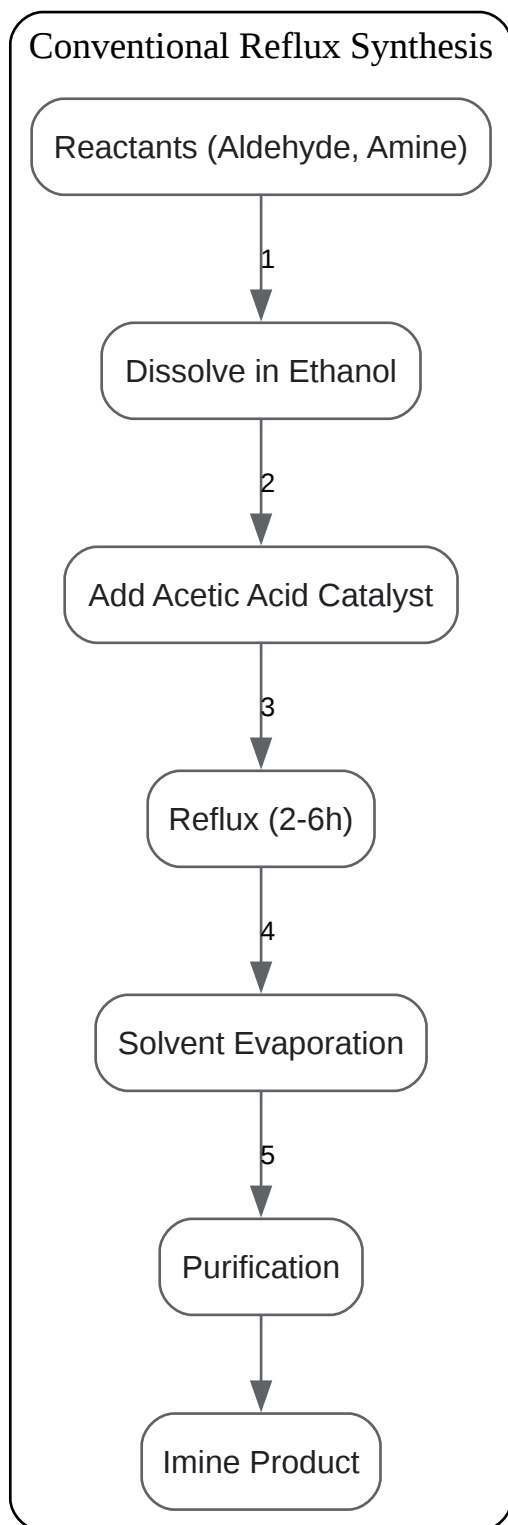 Conventional Reflux Synthesis
Reactants (Aldehyde, Amine)
1
Dissolve in Ethanol
2
Add Acetic Acid Catalyst
3
Reflux (2-6h)
4
Solvent Evaporation
5
Purification
Imine Product